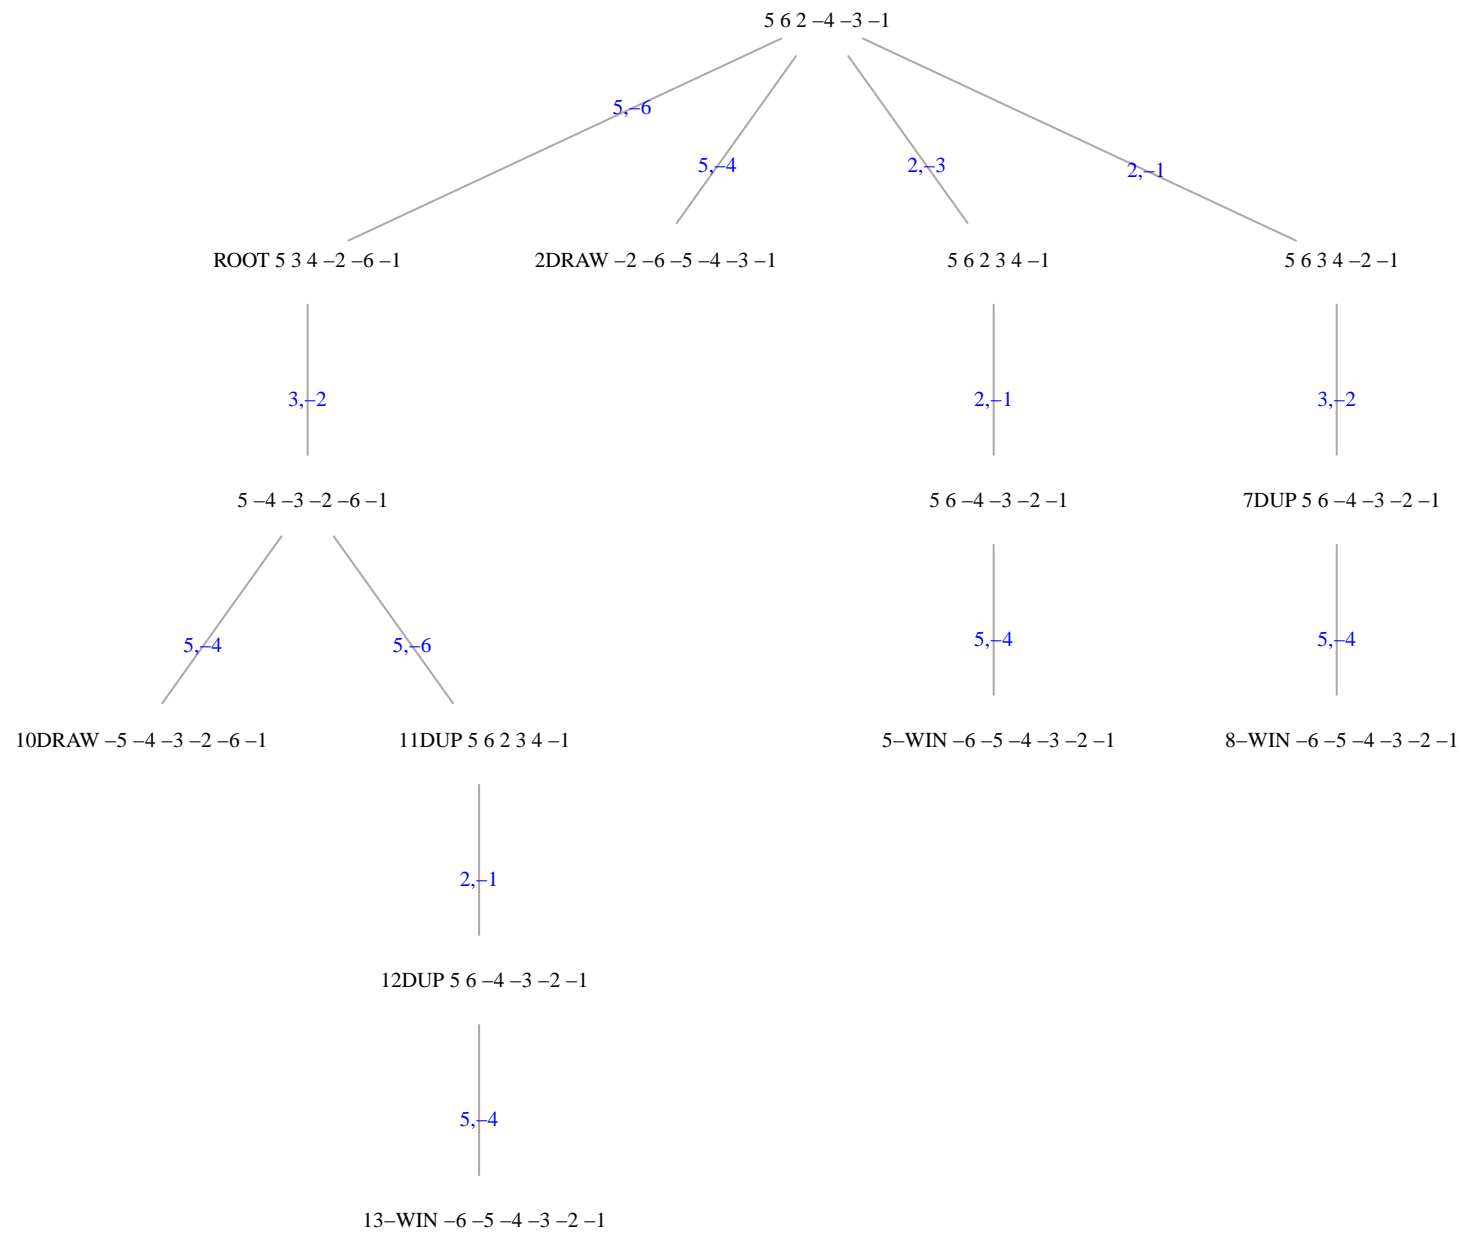 5 6 2 –4 –3 –1
5,–6
5,–4
2,–3
2,–1
ROOT 5 3 4 –2 –6 –1
2DRAW –2 –6 –5 –4 –3 –1
5 6 2 3 4 –1
5 6 3 4 –2 –1
3,–2
2,–1
3,–2
5 –4 –3 –2 –6 –1
5 6 –4 –3 –2 –1
7DUP 5 6 –4 –3 –2 –1
5,–4
5,–6
5,–4
5,–4
10DRAW –5 –4 –3 –2 –6 –1
11DUP 5 6 2 3 4 –1
5–WIN –6 –5 –4 –3 –2 –1
8–WIN –6 –5 –4 –3 –2 –1
2,–1
12DUP 5 6 –4 –3 –2 –1
5,–4
13–WIN –6 –5 –4 –3 –2 –1